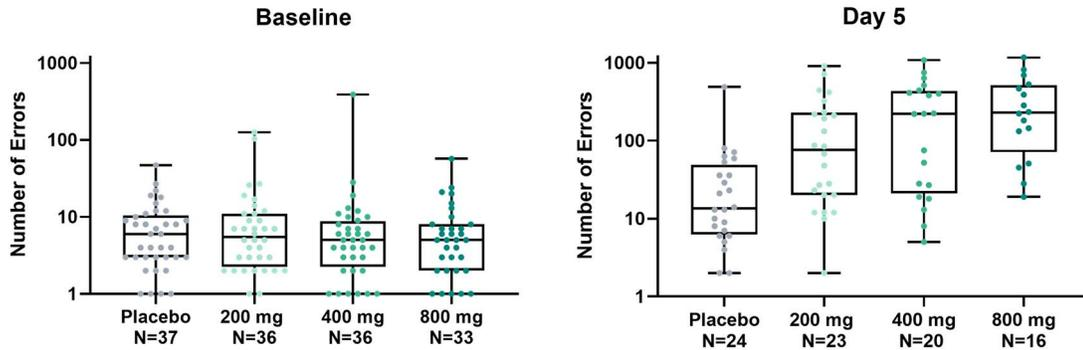 Baseline
Number of Errors
1000
100
10
1
Placebo 200 mg 400 mg 800 mg
N=37 N=36 N=36 N=33
Day 5
Number of Errors
1000
100
10
1
Placebo 200 mg 400 mg 800 mg
N=24 N=23 N=20 N=16